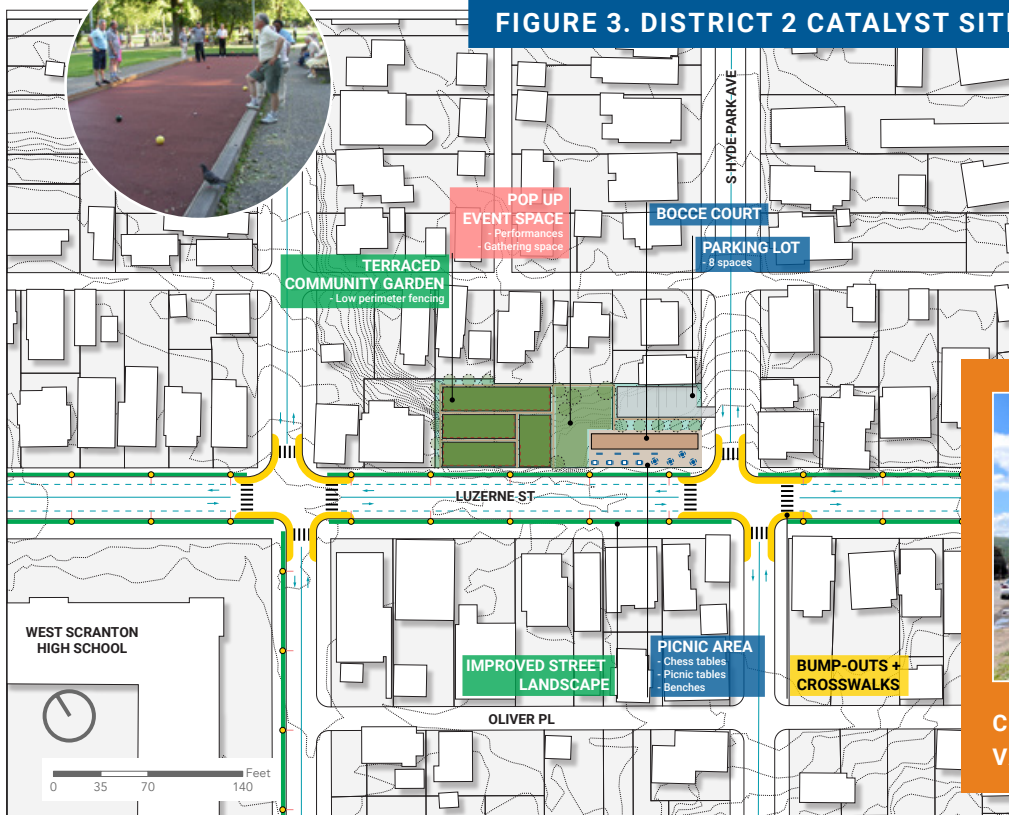 FIGURE 3. DISTRICT 2 CATALYST SITE
S HYDE PARK AVE
POP UP
EVENT SPACE
- Performances
- Gathering space
BOCCE COURT
PARKING LOT
- 8 spaces
TERRACED
COMMUNITY GARDEN
- Low perimeter fencing
LUZERNE ST
WEST SCRANTON
HIGH SCHOOL
IMPROVED STREET
LANDSCAPE
PICNIC AREA
- Chess tables
- Picnic tables
- Benches
BUMP-OUTS +
CROSSWALKS
OLIVER PL
C
V
Feet
0 35 70 140